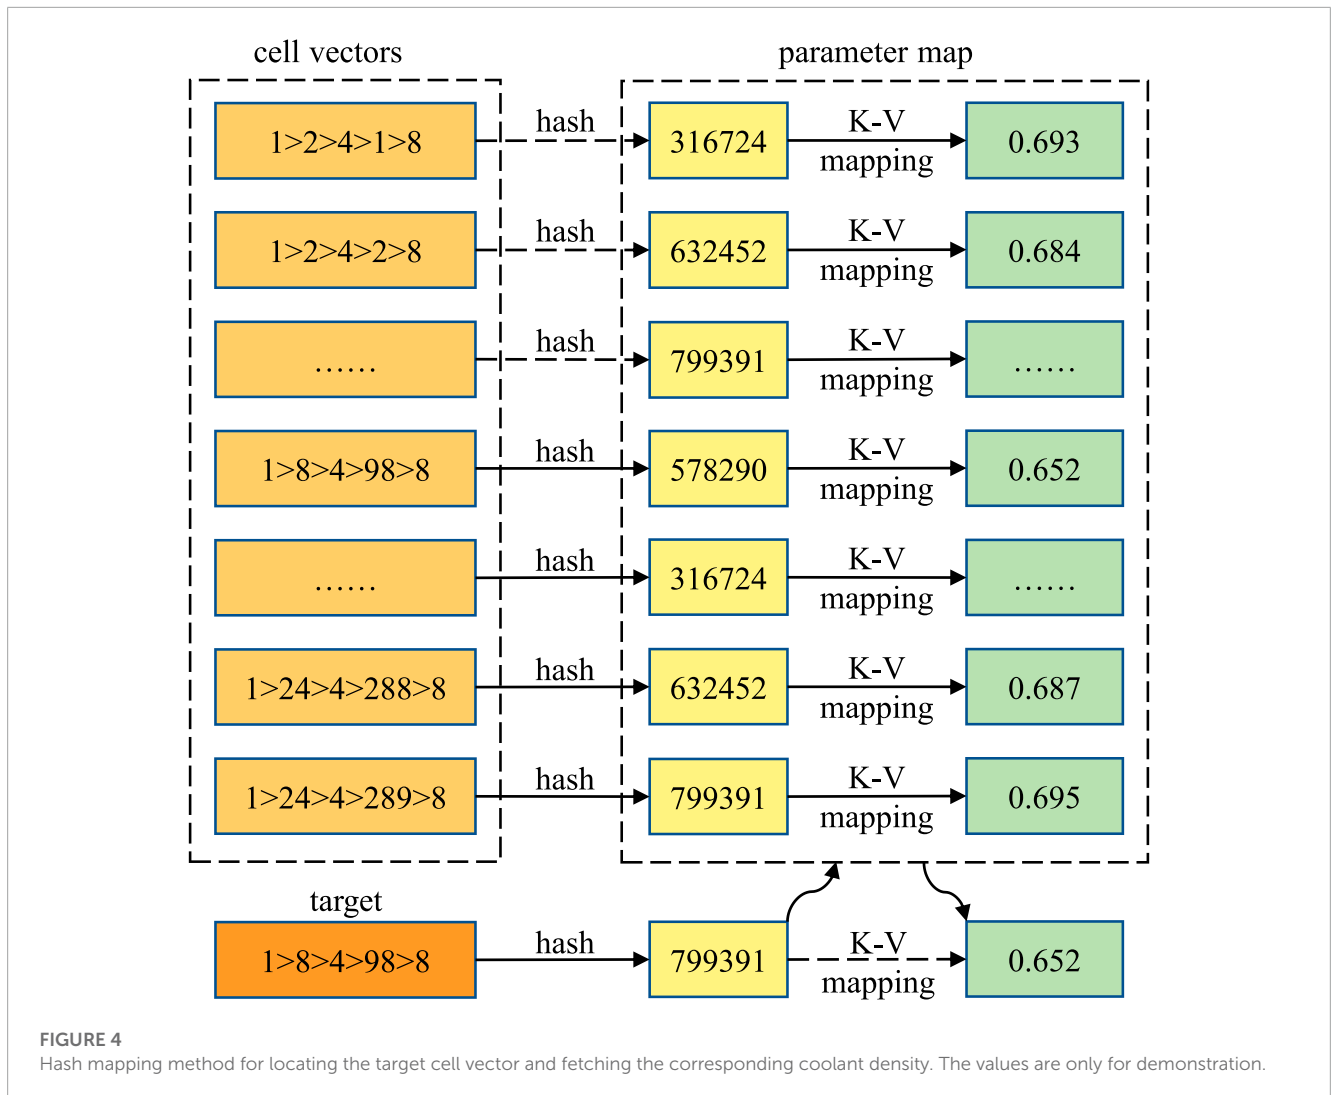 cell vectors
parameter map
1>2>4>1>8
hash
316724
K-V
mapping
0.693
1>2>4>2>8
hash
632452
K-V
mapping
0.684
......
hash
799391
K-V
mapping
......
1>8>4>98>8
hash
578290
K-V
mapping
0.652
......
hash
316724
K-V
mapping
......
1>24>4>288>8
hash
632452
K-V
mapping
0.687
1>24>4>289>8
hash
799391
K-V
mapping
0.695
target
1>8>4>98>8
hash
799391
K-V
mapping
0.652
FIGURE 4
Hash mapping method for locating the target cell vector and fetching the corresponding coolant density. The values are only for demonstration.